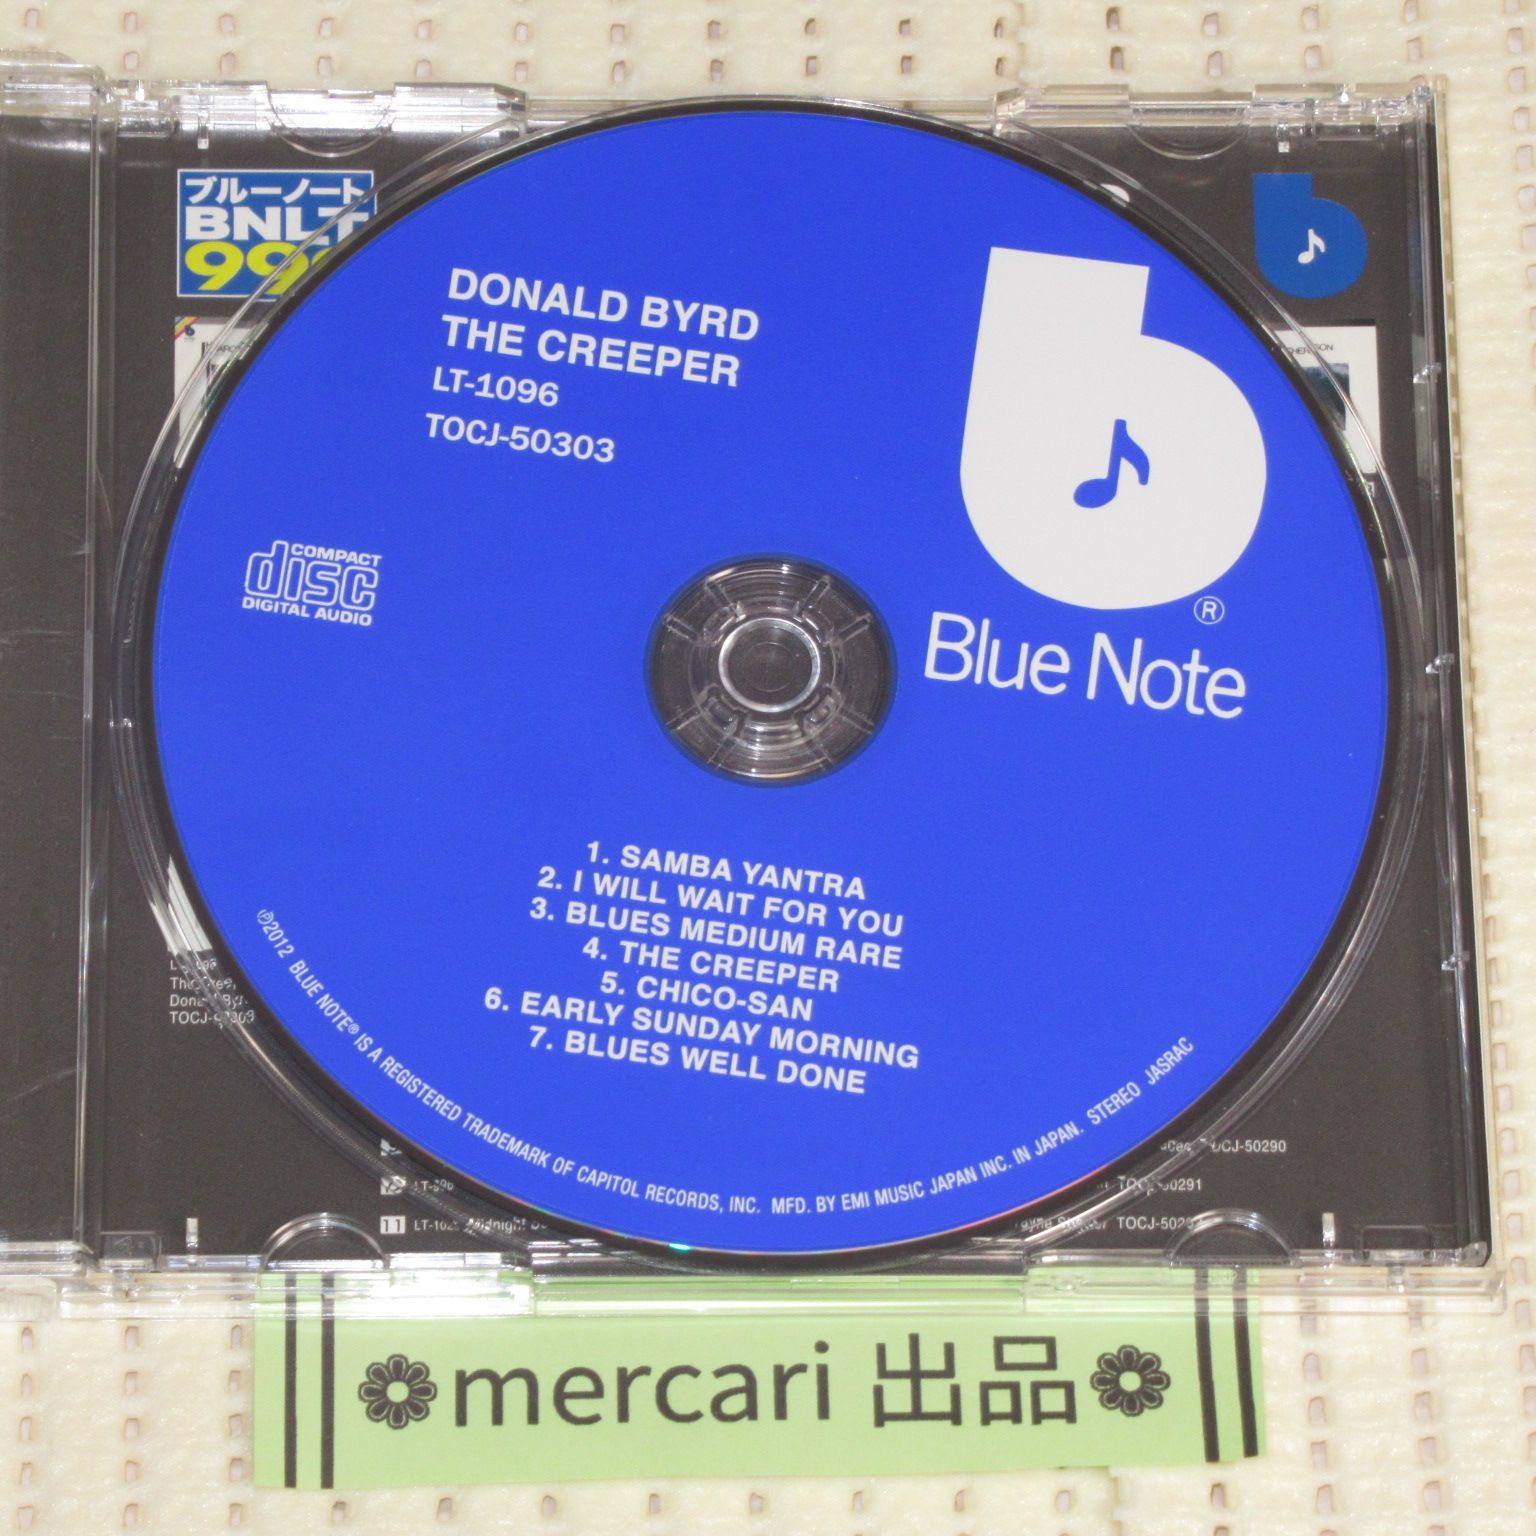 ブルーノート
BNLT
DONALD BYRD
THE CREEPER
LT-1096
TOCJ-50303
COMPACT
disc
DIGITAL AUDIO
®
Blue Note
1. SAMBA YANTRA
2. I WILL WAIT FOR YOU
3. BLUES MEDIUM RARE
4. THE CREEPER
5. CHICO-SAN
6. EARLY SUNDAY MORNING
7. BLUES WELL DONE
℗2012 BLUE NOTE® IS A REGISTERED TRADEMARK OF CAPITOL RECORDS, INC. MFD. BY EMI MUSIC JAPAN INC. IN JAPAN. STEREO JASRAC
11 Midnight
TOCJ-50290
TOCJ-50291
❁mercari 出品❁